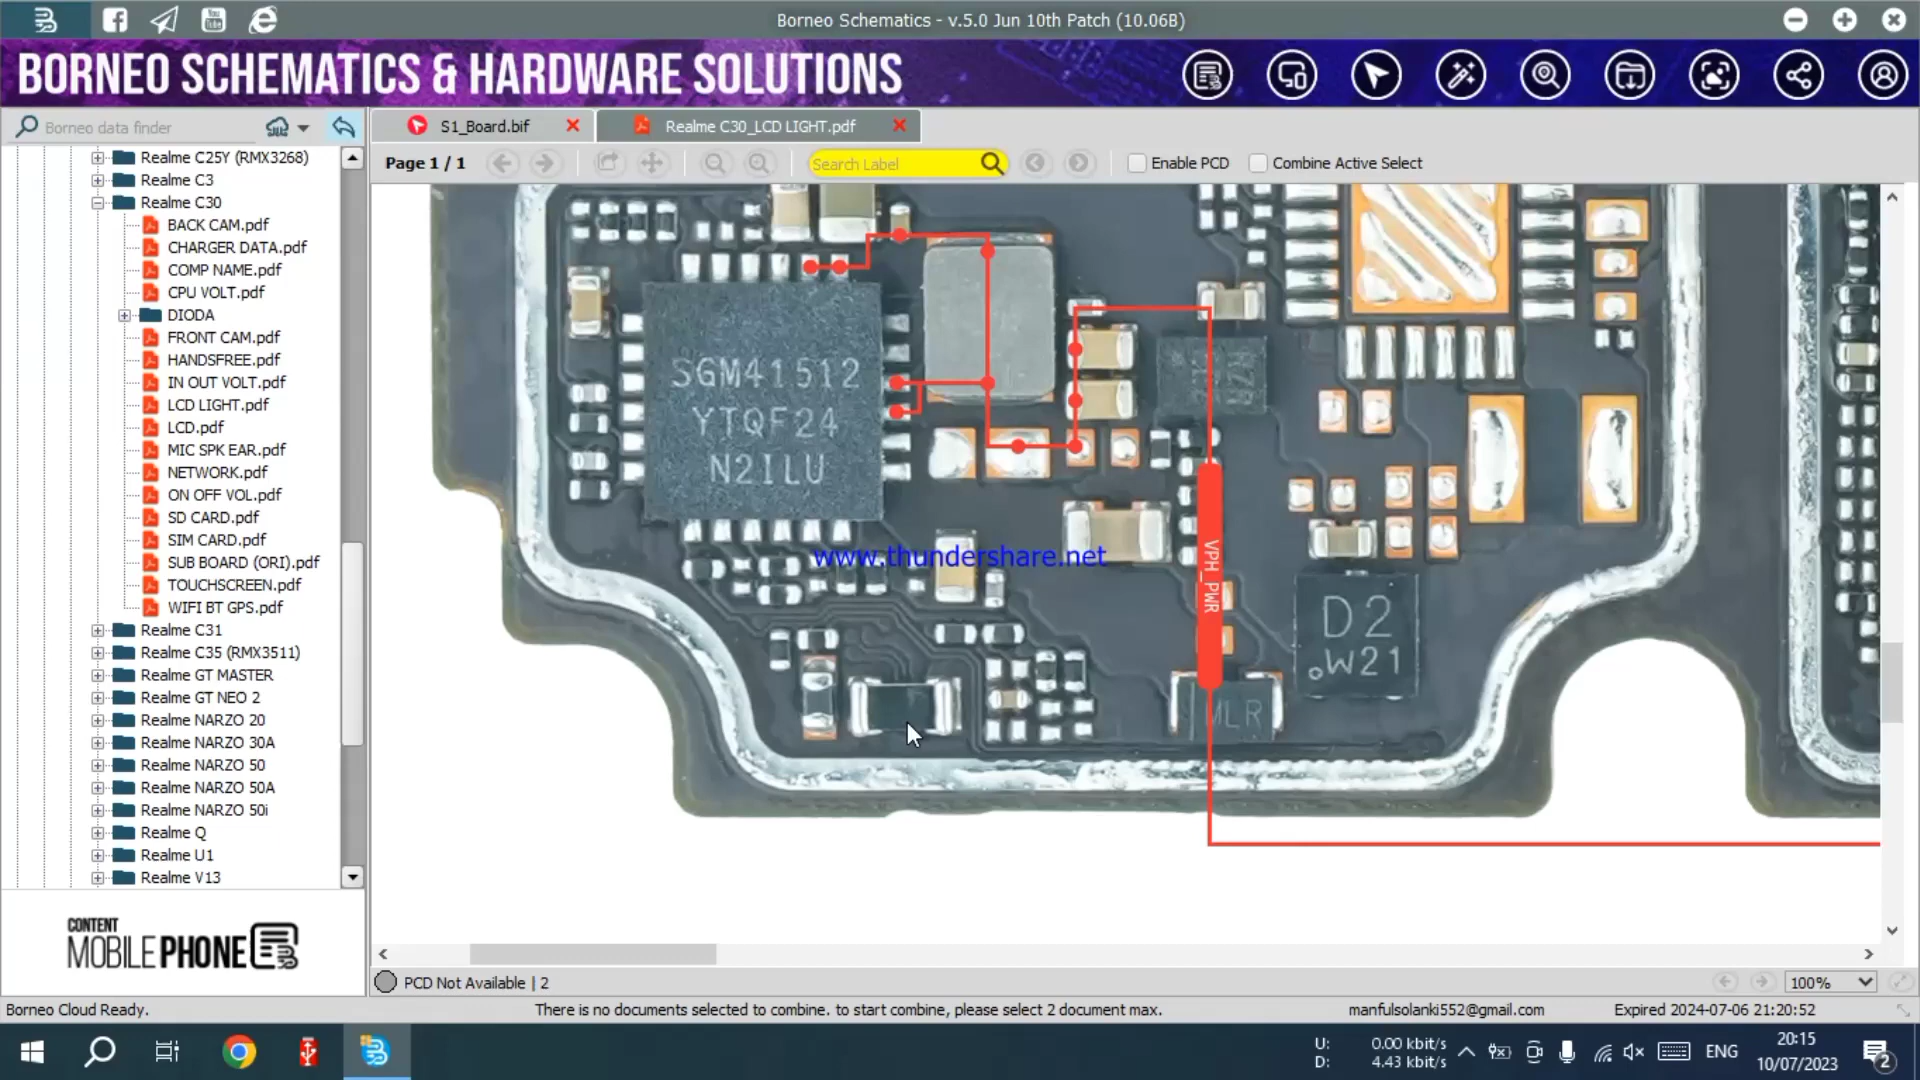 Borneo Schematics - v.5.0 Jun 10th Patch (10.06B)
BORNEO SCHEMATICS & HARDWARE SOLUTIONS
Borneo data finder
S1_Board.bif
Realme C30_LCD LIGHT.pdf
Page 1 / 1
Search Label
Enable PCD
Combine Active Select
Realme C25Y (RMX3268)
Realme C3
Realme C30
BACK CAM.pdf
CHARGER DATA.pdf
COMP NAME.pdf
CPU VOLT.pdf
DIODA
FRONT CAM.pdf
HANDSFREE.pdf
IN OUT VOLT.pdf
LCD LIGHT.pdf
LCD.pdf
MIC SPK EAR.pdf
NETWORK.pdf
ON OFF VOL.pdf
SD CARD.pdf
SIM CARD.pdf
SUB BOARD (ORI).pdf
TOUCHSCREEN.pdf
WIFI BT GPS.pdf
Realme C31
Realme C35 (RMX3511)
Realme GT MASTER
Realme GT NEO 2
Realme NARZO 20
Realme NARZO 30A
Realme NARZO 50
Realme NARZO 50A
Realme NARZO 50i
Realme Q
Realme U1
Realme V13
SGM41512
YTQF24
N2ILU
www.thundershare.net
VPH_PWR
D2
W21
MLR
CONTENT
MOBILEPHONE
PCD Not Available | 2
100%
Borneo Cloud Ready.
There is no documents selected to combine. to start combine, please select 2 document max.
manfulsolanki552@gmail.com
Expired 2024-07-06 21:20:52
U: 0.00 kbit/s
D: 4.43 kbit/s
ENG
20:15
10/07/2023
2